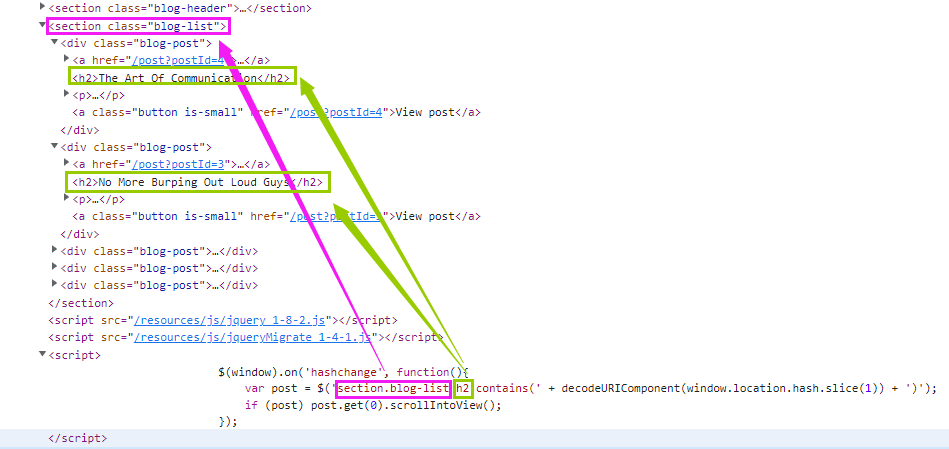 <section class="blog-header">…</section>
<section class="blog-list">
<div class="blog-post">
<a href="/post?postId=4">…</a>
<h2>The Art Of Communication</h2>
<p>…</p>
<a class="button is-small" href="/post?postId=4">View post</a>
</div>
<div class="blog-post">
<a href="/post?postId=3">…</a>
<h2>No More Burping Out Loud Guys</h2>
<p>…</p>
<a class="button is-small" href="/post?postId=3">View post</a>
</div>
<div class="blog-post">…</div>
<div class="blog-post">…</div>
<div class="blog-post">…</div>
</section>
<script src="/resources/js/jquery_1-8-2.js"></script>
<script src="/resources/js/jqueryMigrate_1-4-1.js"></script>
<script>
$(window).on('hashchange', function(){
var post = $('section.blog-list h2:contains(' + decodeURIComponent(window.location.hash.slice(1)) + ')');
if (post) post.get(0).scrollIntoView();
});
</script>